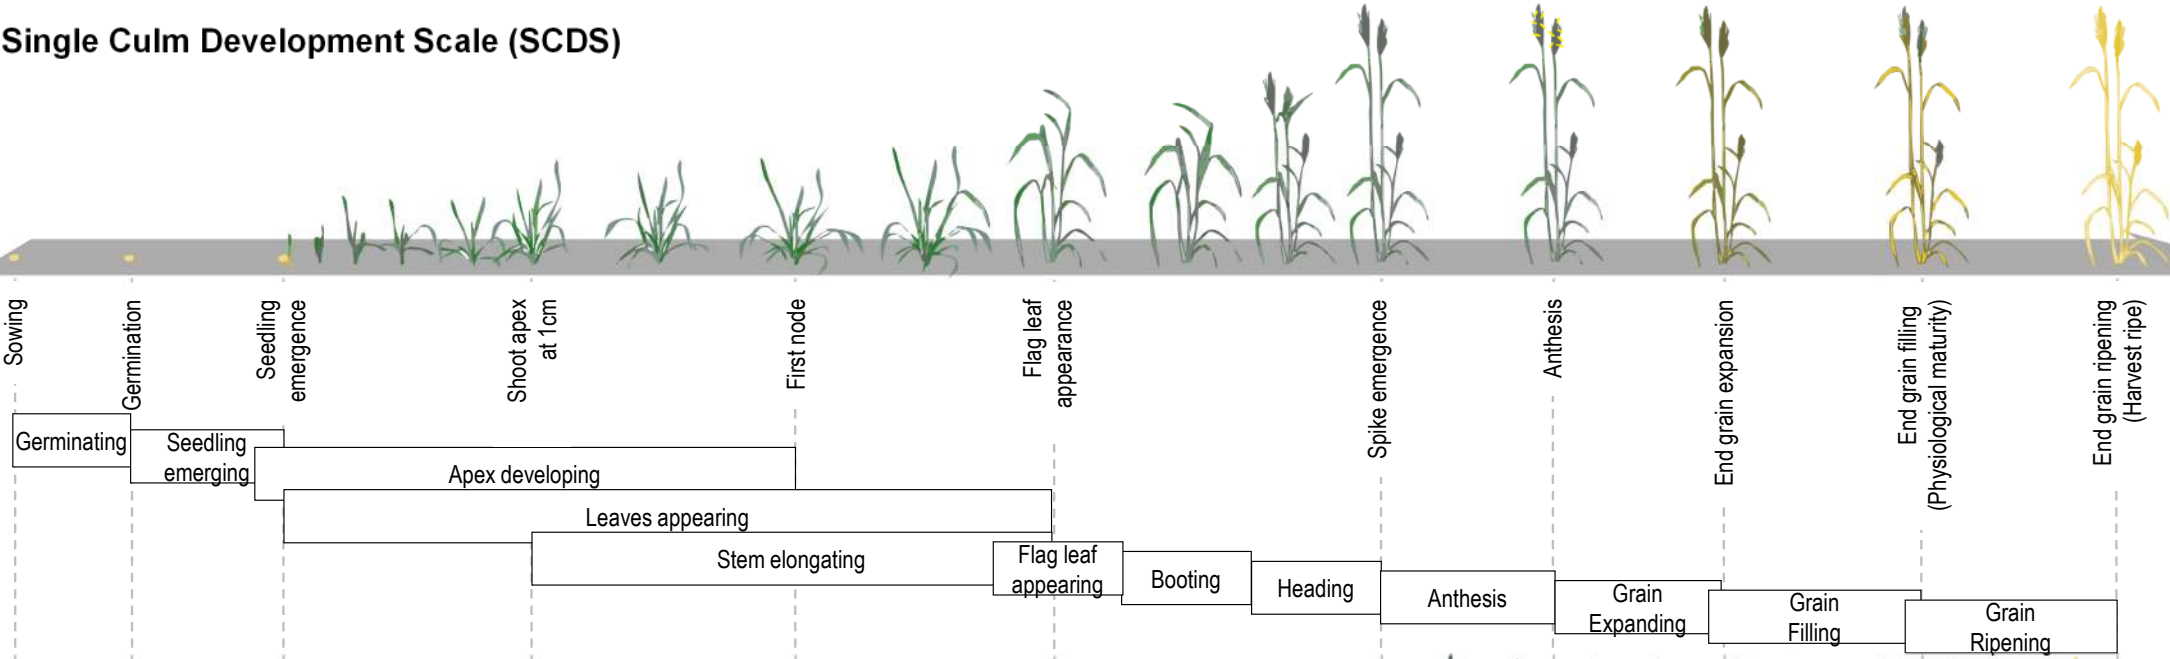 Single Culm Development Scale (SCDS)
Sowing
Germination
Seedling
emergence
Shoot apex
at 1cm
First node
Flag leaf
appearance
Spike emergence
Anthesis
End grain expansion
End grain filling
(Physiological maturity)
End grain ripening
(Harvest ripe)
Germinating
Seedling
emerging
Apex developing
Leaves appearing
Stem elongating
Flag leaf
appearing
Booting
Heading
Anthesis
Grain
Expanding
Grain
Filling
Grain
Ripening